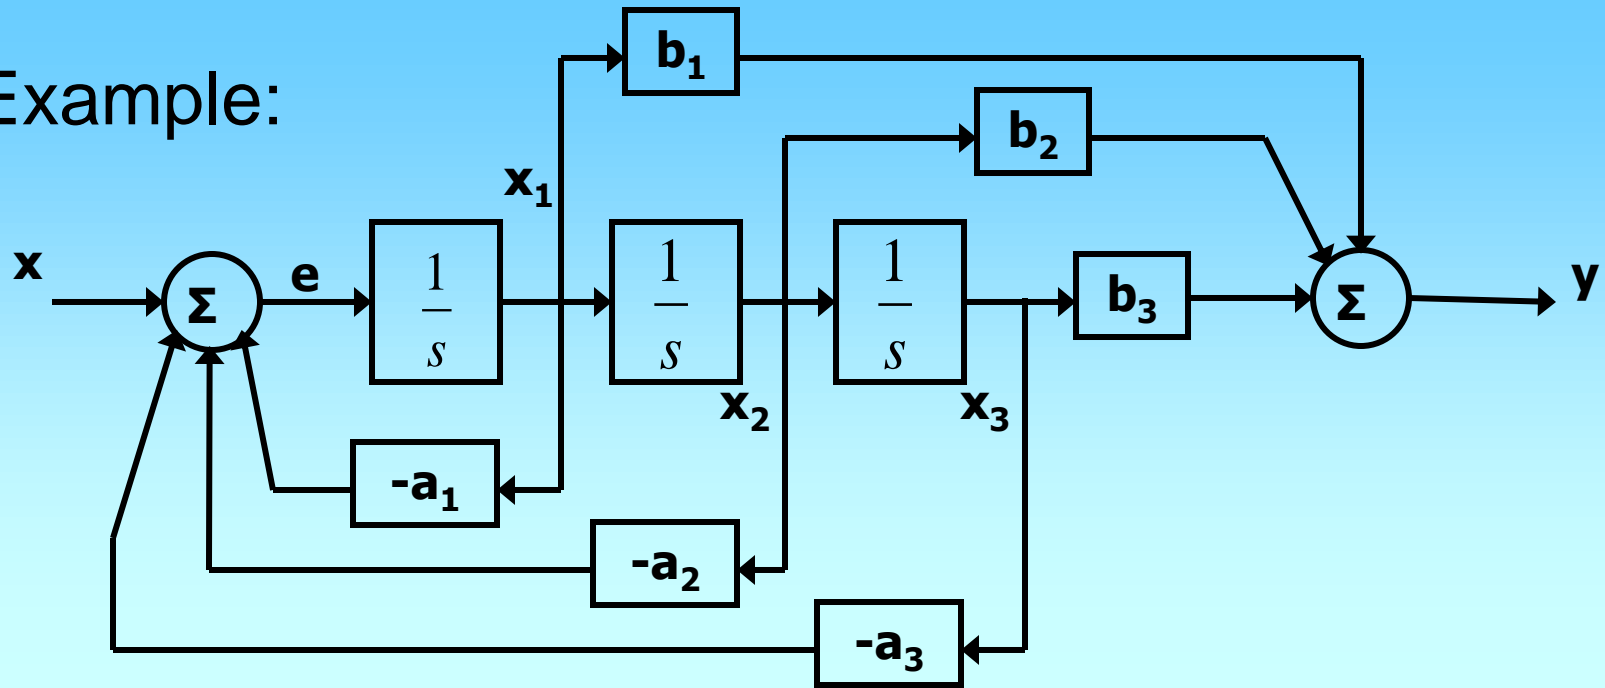 Example:
b₁
b₂
x₁
x
Σ
e
1
s
1
s
1
s
b₃
Σ
y
x₂
x₃
-a₁
-a₂
-a₃